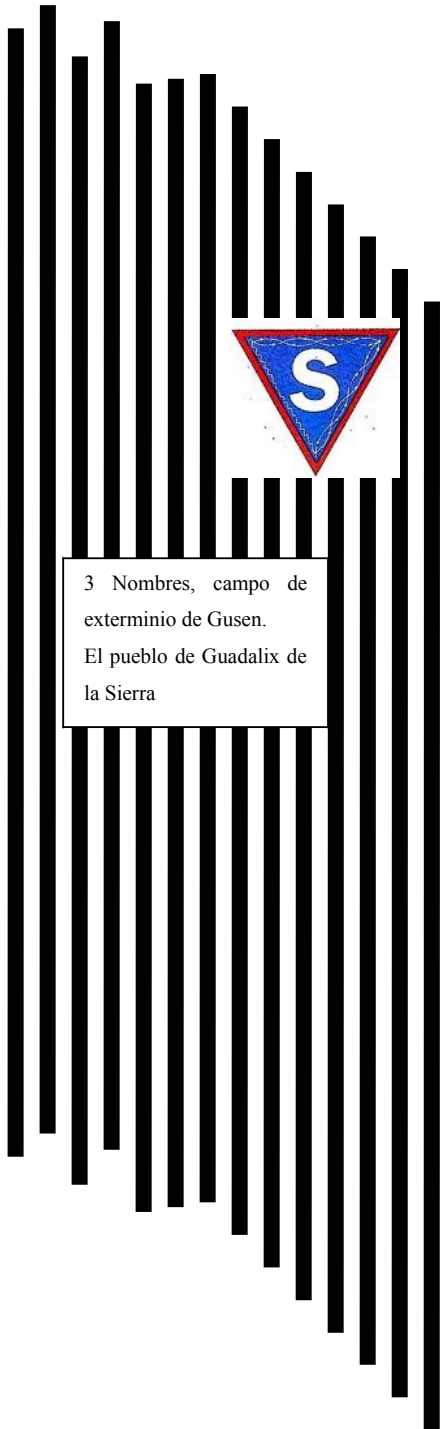 S
3 Nombres, campo de
exterminio de Gusen.
El pueblo de Guadalix de
la Sierra